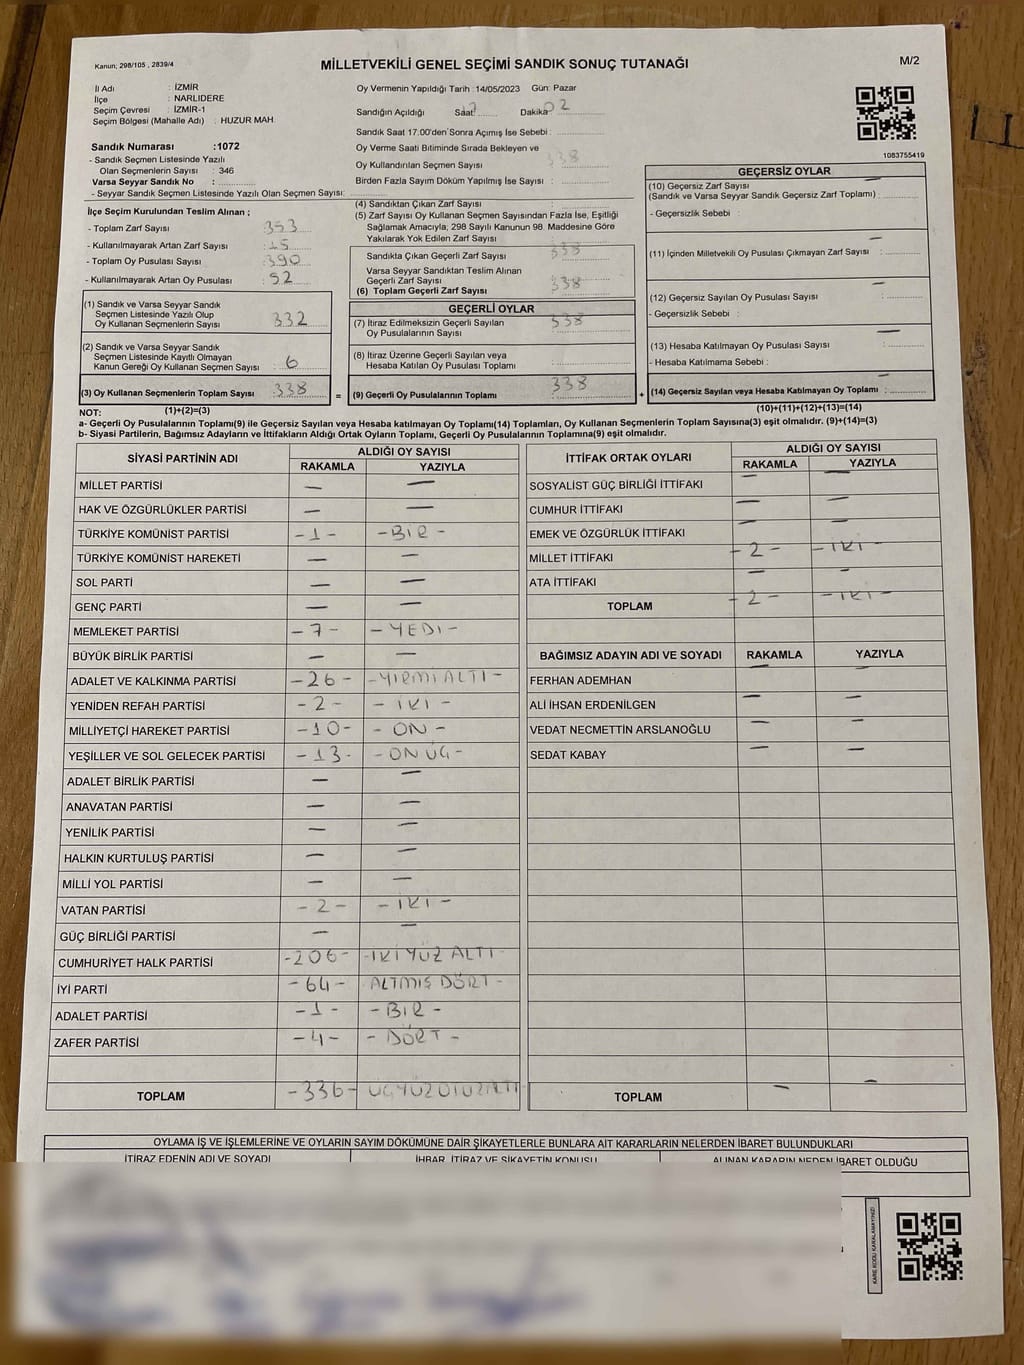 Kanun; 298/105 , 2839/4
MİLLETVEKİLİ GENEL SEÇİMİ SANDIK SONUÇ TUTANAĞI
M/2
İl Adı : İZMİR
İlçe : NARLIDERE
Seçim Çevresi : İZMİR-1
Seçim Bölgesi (Mahalle Adı) : HUZUR MAH.
Oy Vermenin Yapıldığı Tarih : 14/05/2023 Gün: Pazar
Sandığın Açıldığı Saat 17 Dakika 02
Sandık Saat 17.00'den Sonra Açımış İse Sebebi :
Sandık Numarası :1072
- Sandık Seçmen Listesinde Yazılı
Olan Seçmenlerin Sayısı : 346
Varsa Seyyar Sandık No :
- Seyyar Sandık Seçmen Listesinde Yazılı Olan Seçmen Sayısı:
Oy Verme Saati Bitiminde Sırada Bekleyen ve
Oy Kullandırılan Seçmen Sayısı 338
Birden Fazla Sayım Döküm Yapılmış İse Sayısı :
1083755419
İlçe Seçim Kurulundan Teslim Alınan ;
- Toplam Zarf Sayısı : 353
- Kullanılmayarak Artan Zarf Sayısı : 15
- Toplam Oy Pusulası Sayısı : 390
- Kullanılmayarak Artan Oy Pusulası : 52
(1) Sandık ve Varsa Seyyar Sandık
Seçmen Listesinde Yazılı Olup
Oy Kullanan Seçmenlerin Sayısı : 332
(2) Sandık ve Varsa Seyyar Sandık
Seçmen Listesinde Kayıtlı Olmayan
Kanun Gereği Oy Kullanan Seçmen Sayısı : 6
(3) Oy Kullanan Seçmenlerin Toplam Sayısı : 338
(1)+(2)=(3)
(4) Sandıktan Çıkan Zarf Sayısı :
(5) Zarf Sayısı Oy Kullanan Seçmen Sayısından Fazla İse, Eşitliği
Sağlamak Amacıyla, 298 Sayılı Kanunun 98. Maddesine Göre
Yakılarak Yok Edilen Zarf Sayısı :
Sandıkta Çıkan Geçerli Zarf Sayısı 338
Varsa Seyyar Sandıktan Teslim Alınan
Geçerli Zarf Sayısı : 338
(6) Toplam Geçerli Zarf Sayısı :
GEÇERLİ OYLAR
(7) İtiraz Edilmeksizin Geçerli Sayılan 338
Oy Pusulalarının Sayısı :
(8) İtiraz Üzerine Geçerli Sayılan veya
Hesaba Katılan Oy Pusulası Toplamı :
= (9) Geçerli Oy Pusulalarının Toplamı 338
GEÇERSİZ OYLAR
(10) Geçersiz Zarf Sayısı
(Sandık ve Varsa Seyyar Sandık Geçersiz Zarf Toplamı) : —
- Geçersizlik Sebebi :
(11) İçinden Milletvekili Oy Pusulası Çıkmayan Zarf Sayısı : —
(12) Geçersiz Sayılan Oy Pusulası Sayısı : —
- Geçersizlik Sebebi :
(13) Hesaba Katılmayan Oy Pusulası Sayısı : —
- Hesaba Katılmama Sebebi :
+ (14) Geçersiz Sayılan veya Hesaba Katılmayan Oy Toplamı : —
(10)+(11)+(12)+(13)=(14)
NOT:
a- Geçerli Oy Pusulalarının Toplamı(9) ile Geçersiz Sayılan veya Hesaba katılmayan Oy Toplamı(14) Toplamları, Oy Kullanan Seçmenlerin Toplam Sayısına(3) eşit olmalıdır. (9)+(14)=(3)
b- Siyasi Partilerin, Bağımsız Adayların ve İttifakların Aldığı Ortak Oyların Toplamı, Geçerli Oy Pusulalarının Toplamına(9) eşit olmalıdır.
SİYASİ PARTİNİN ADI ALDIĞI OY SAYISI
RAKAMLA YAZIYLA
MİLLET PARTİSİ — —
HAK VE ÖZGÜRLÜKLER PARTİSİ — —
TÜRKİYE KOMÜNİST PARTİSİ -1- -BİR-
TÜRKİYE KOMÜNİST HAREKETİ — —
SOL PARTİ — —
GENÇ PARTİ — —
MEMLEKET PARTİSİ -7- -YEDİ-
BÜYÜK BİRLİK PARTİSİ — —
ADALET VE KALKINMA PARTİSİ -26- -YİRMİALTI-
YENİDEN REFAH PARTİSİ -2- -İKİ-
MİLLİYETÇİ HAREKET PARTİSİ -10- -ON-
YEŞİLLER VE SOL GELECEK PARTİSİ -13- -ONÜÇ-
ADALET BİRLİK PARTİSİ — —
ANAVATAN PARTİSİ — —
YENİLİK PARTİSİ — —
HALKIN KURTULUŞ PARTİSİ — —
MİLLİ YOL PARTİSİ — —
VATAN PARTİSİ -2- -İKİ-
GÜÇ BİRLİĞİ PARTİSİ — —
CUMHURİYET HALK PARTİSİ -206- -İKİYÜZ ALTI-
İYİ PARTİ -64- ALTMIŞ DÖRT-
ADALET PARTİSİ -1- -BİR-
ZAFER PARTİSİ -4- -DÖRT-
TOPLAM -336- ÜÇYÜZOTUZALTI
İTTİFAK ORTAK OYLARI ALDIĞI OY SAYISI
RAKAMLA YAZIYLA
SOSYALİST GÜÇ BİRLİĞİ İTTİFAKI — —
CUMHUR İTTİFAKI — —
EMEK VE ÖZGÜRLÜK İTTİFAKI — —
MİLLET İTTİFAKI -2- -İKİ-
ATA İTTİFAKI — —
TOPLAM -2- -İKİ-
BAĞIMSIZ ADAYIN ADI VE SOYADI RAKAMLA YAZIYLA
FERHAN ADEMHAN — —
ALİ İHSAN ERDENİLGEN — —
VEDAT NECMETTİN ARSLANOĞLU — —
SEDAT KABAY — —
TOPLAM — —
OYLAMA İŞ VE İŞLEMLERİNE VE OYLARIN SAYIM DÖKÜMÜNE DAİR ŞİKAYETLERLE BUNLARA AİT KARARLARIN NELERDEN İBARET BULUNDUKLARI
İTİRAZ EDENİN ADI VE SOYADI İHBAR, İTİRAZ VE ŞİKAYETİN KONUSU ALINAN KARARIN NEDEN İBARET OLDUĞU
KARE KODU KARALAMAYINIZ!